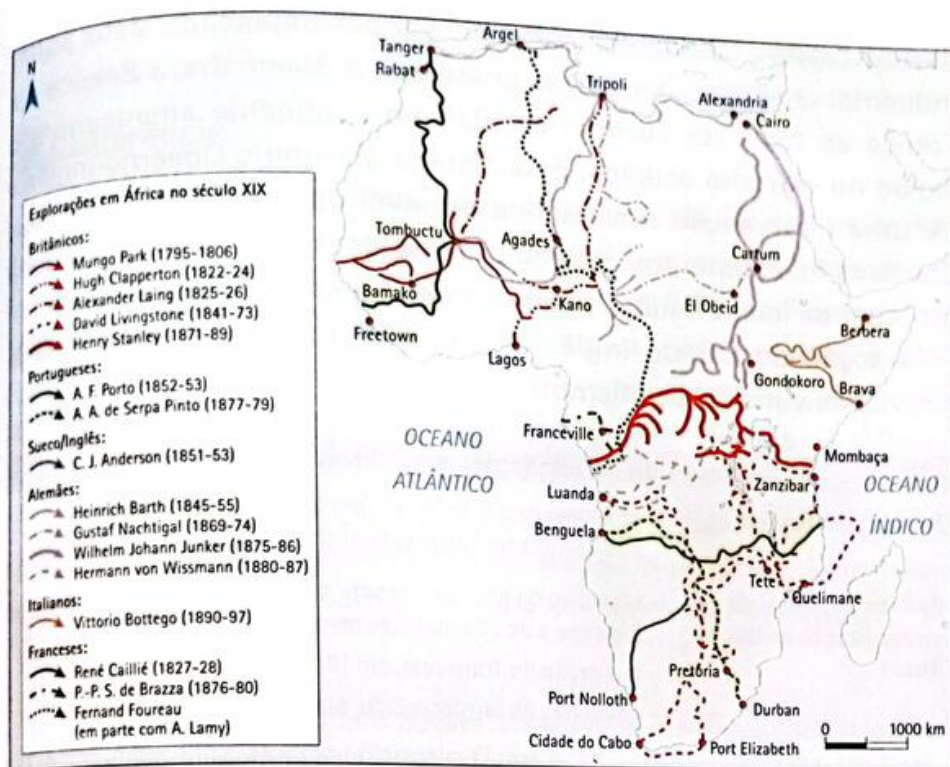 N
Explorações em África no século XIX
Britânicos:
Mungo Park (1795-1806)
Hugh Clapperton (1822-24)
Alexander Laing (1825-26)
David Livingstone (1841-73)
Henry Stanley (1871-89)
Portugueses:
A. F. Porto (1852-53)
A. A. de Serpa Pinto (1877-79)
Sueco/Inglês:
C. J. Anderson (1851-53)
Alemães:
Heinrich Barth (1845-55)
Gustaf Nachtigal (1869-74)
Wilhelm Johann Junker (1875-86)
Hermann von Wissmann (1880-87)
Italianos:
Vittorio Bottego (1890-97)
Franceses:
René Caillié (1827-28)
P.-P. S. de Brazza (1876-80)
Fernand Foureau
(em parte com A. Lamy)
Tanger
Rabat
Argel
Tripoli
Alexandria
Cairo
Tombuctu
Agades
Cartum
Bamako
Kano
El Obeid
Freetown
Lagos
Berbera
Gondokoro
Brava
Franceville
OCEANO
ATLÂNTICO
Mombaça
Zanzibar
OCEANO
ÍNDICO
Luanda
Benguela
Tete
Quelimane
Pretória
Port Nolloth
Durban
Cidade do Cabo
Port Elizabeth
0 1000 km